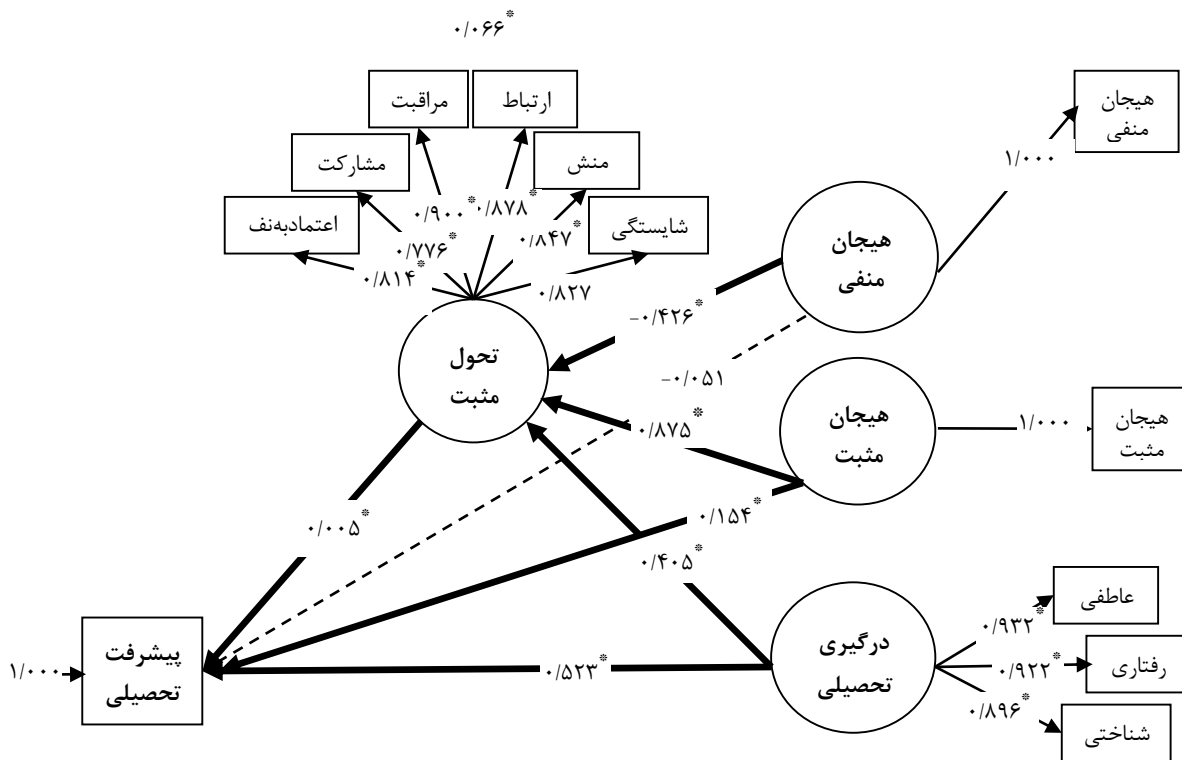 ۰/۰۶۶*
مراقبت
ارتباط
هیجان
منفی
مشارکت
منش
۱/۰۰۰
اعتمادبه‌نف
شایستگی
۰/۹۰۰*
۰/۸۷۸*
۰/۷۷۶*
۰/۸۴۷*
۰/۸۱۴*
۰/۸۲۷
هیجان
منفی
-۰/۴۲۶*
تحول
مثبت
-۰/۰۵۱
هیجان
مثبت
۰/۸۷۵*
۱/۰۰۰
هیجان
مثبت
۰/۰۰۵*
۰/۱۵۴*
۰/۴۰۵*
عاطفی
۰/۹۳۲*
درگیری
تحصیلی
۰/۹۲۲*
رفتاری
۰/۸۹۶*
شناختی
۰/۵۲۳*
پیشرفت
تحصیلی
۱/۰۰۰